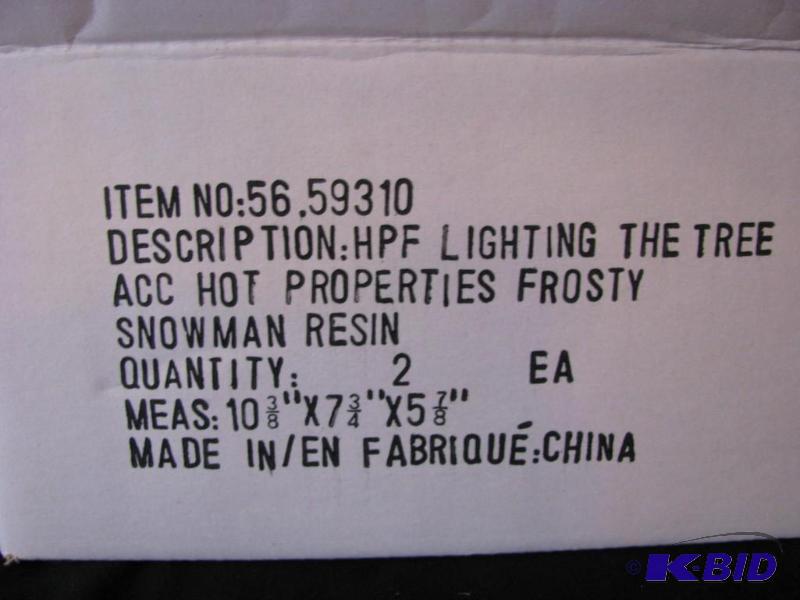 ITEM NO:56.59310
DESCRIPTION:HPF LIGHTING THE TREE
ACC HOT PROPERTIES FROSTY
SNOWMAN RESIN
QUANTITY: 2 EA
MEAS: 10⅜"X7¾"X5⅞"
MADE IN/EN FABRIQUÉ:CHINA
© K-BID